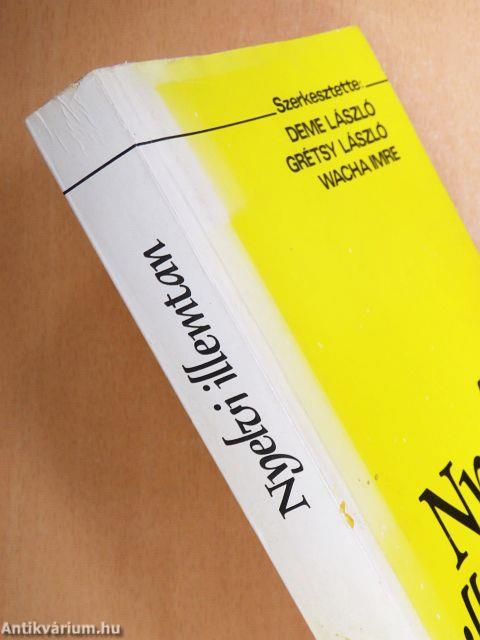 Szerkesztette:
DEME LÁSZLÓ
GRÉTSY LÁSZLÓ
WACHA IMRE
Nyelvi illemtan
Antikvárium.hu